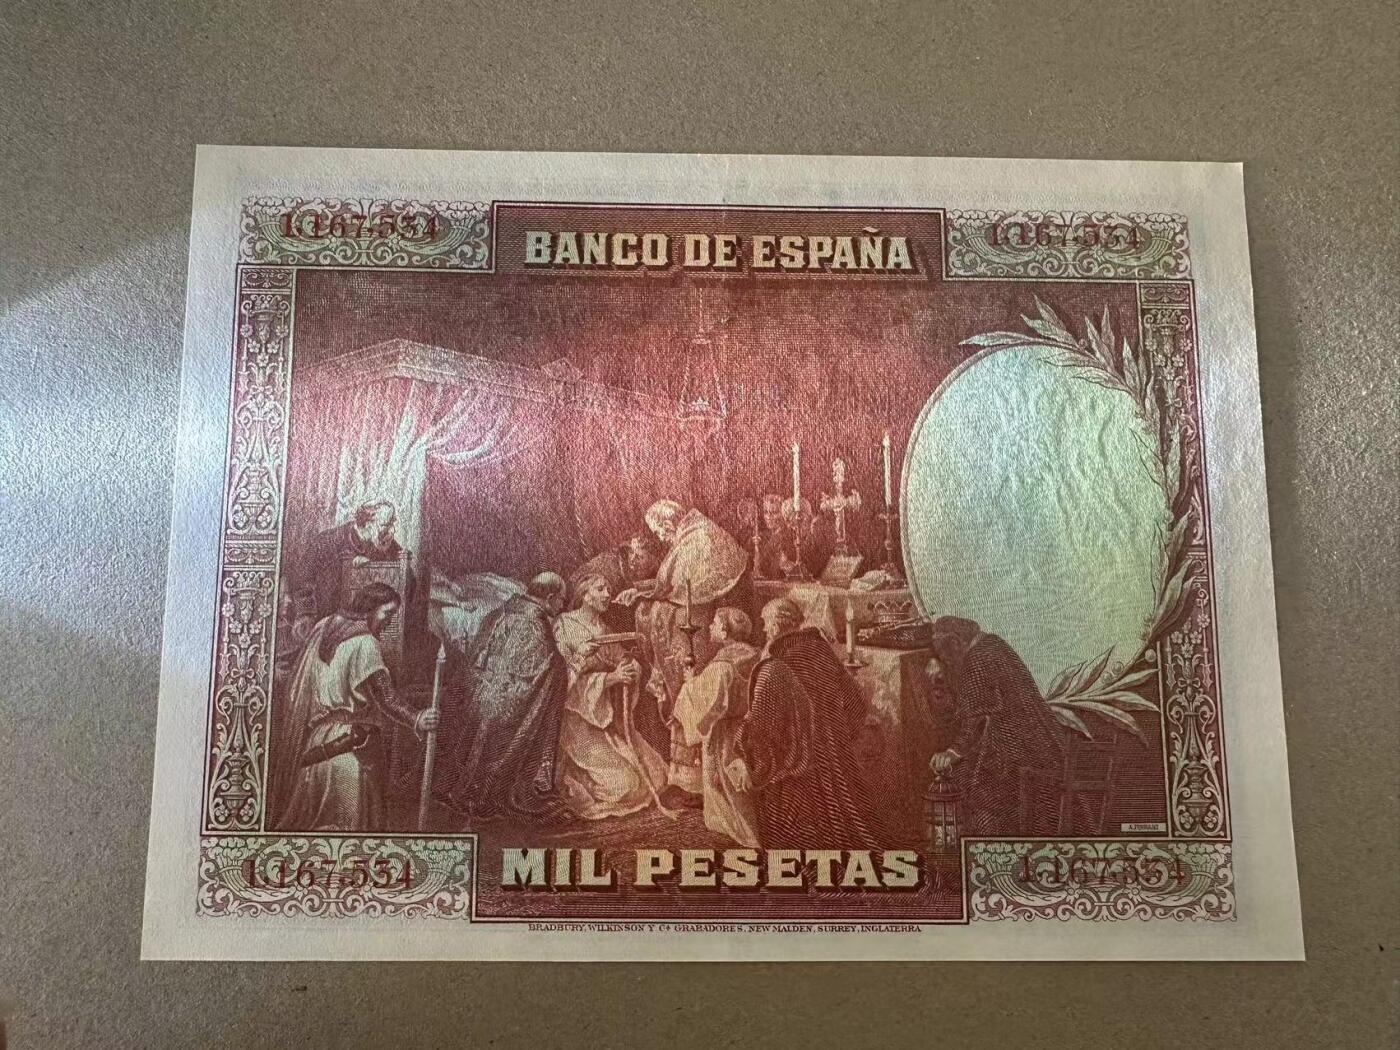 1,167,534
BANCO DE ESPAÑA
1,167,534
A. FERRANT
1,167,534
MIL PESETAS
1,167,534
BRADBURY, WILKINSON Y Cª GRABADORES, NEW MALDEN, SURREY, INGLATERRA